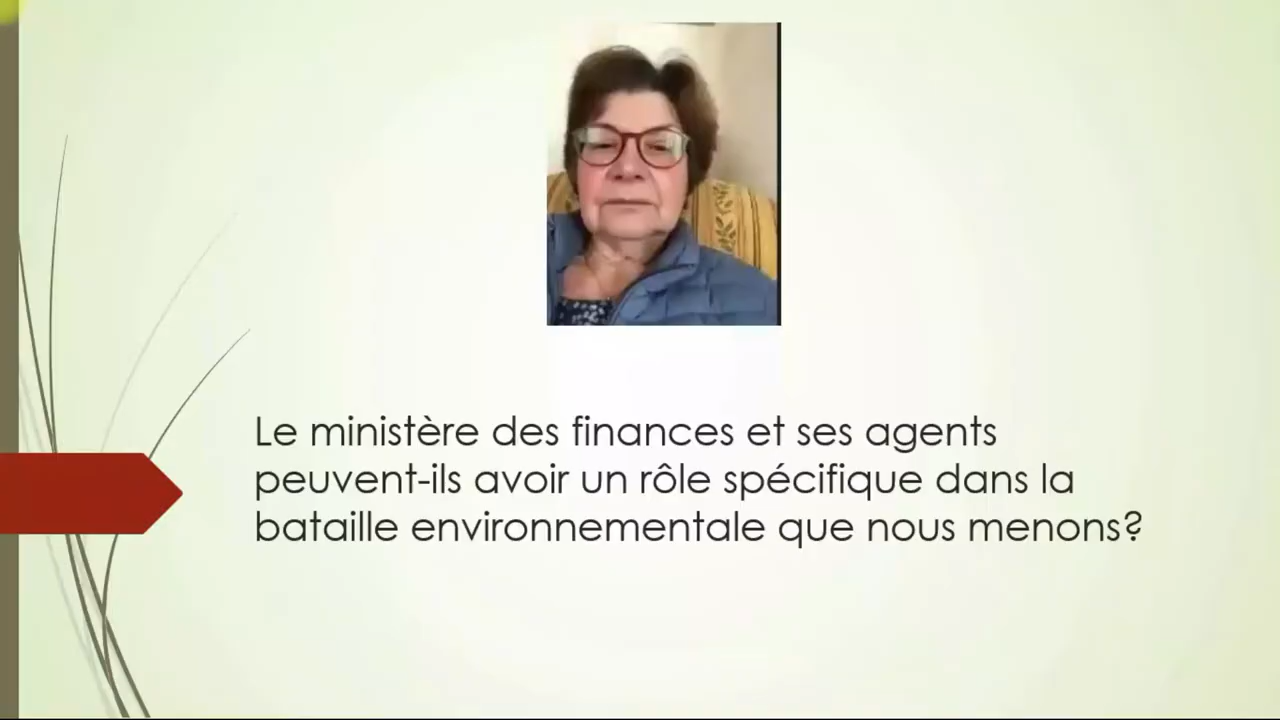 Le ministère des finances et ses agents
peuvent-ils avoir un rôle spécifique dans la
bataille environnementale que nous menons?